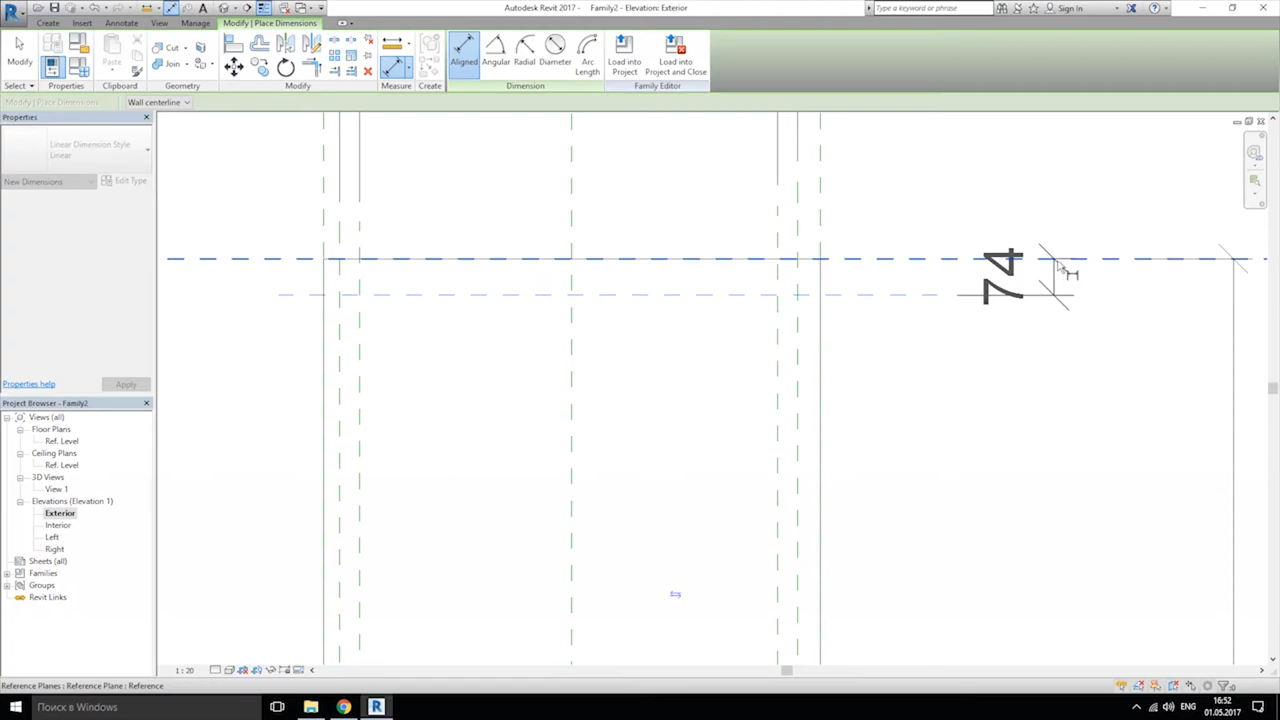 Autodesk Revit 2017 - Family2 - Elevation: Exterior
Type a keyword or phrase
Sign In
Create Insert Annotate View Manage Modify | Place Dimensions
Modify
Paste
Cut
Join
Aligned Angular Radial Diameter Arc Length
Load into Project
Load into Project and Close
Select Properties Clipboard Geometry Modify Measure Create Dimension Family Editor
Modify | Place Dimensions
Wall centerline
Properties
Linear Dimension Style
Linear
New Dimensions
Edit Type
74
Properties help
Apply
Project Browser - Family2
Views (all)
Floor Plans
Ref. Level
Ceiling Plans
Ref. Level
3D Views
View 1
Elevations (Elevation 1)
Exterior
Interior
Left
Right
Sheets (all)
Families
Groups
Revit Links
1 : 20
Reference Planes : Reference Plane : Reference
:0
Поиск в Windows
ENG
16:52
01.05.2017